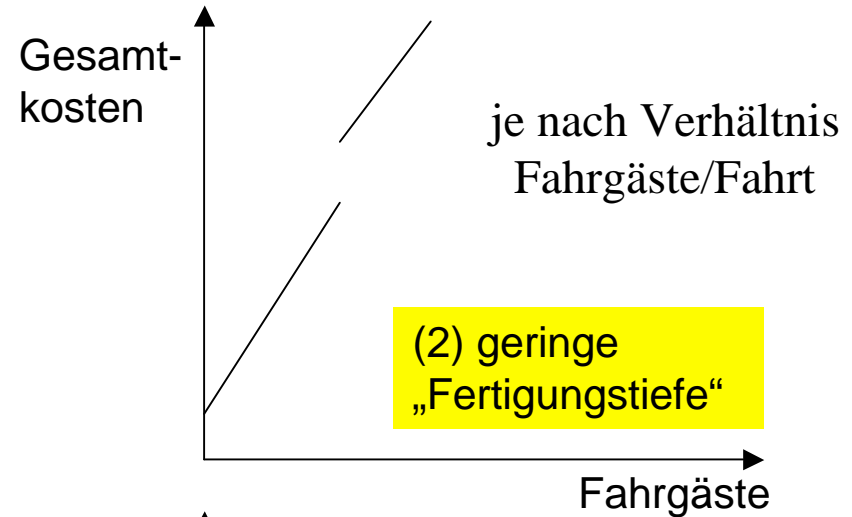 Gesamt-
kosten
je nach Verhältnis
Fahrgäste/Fahrt
(2) geringe
„Fertigungstiefe“
Fahrgäste